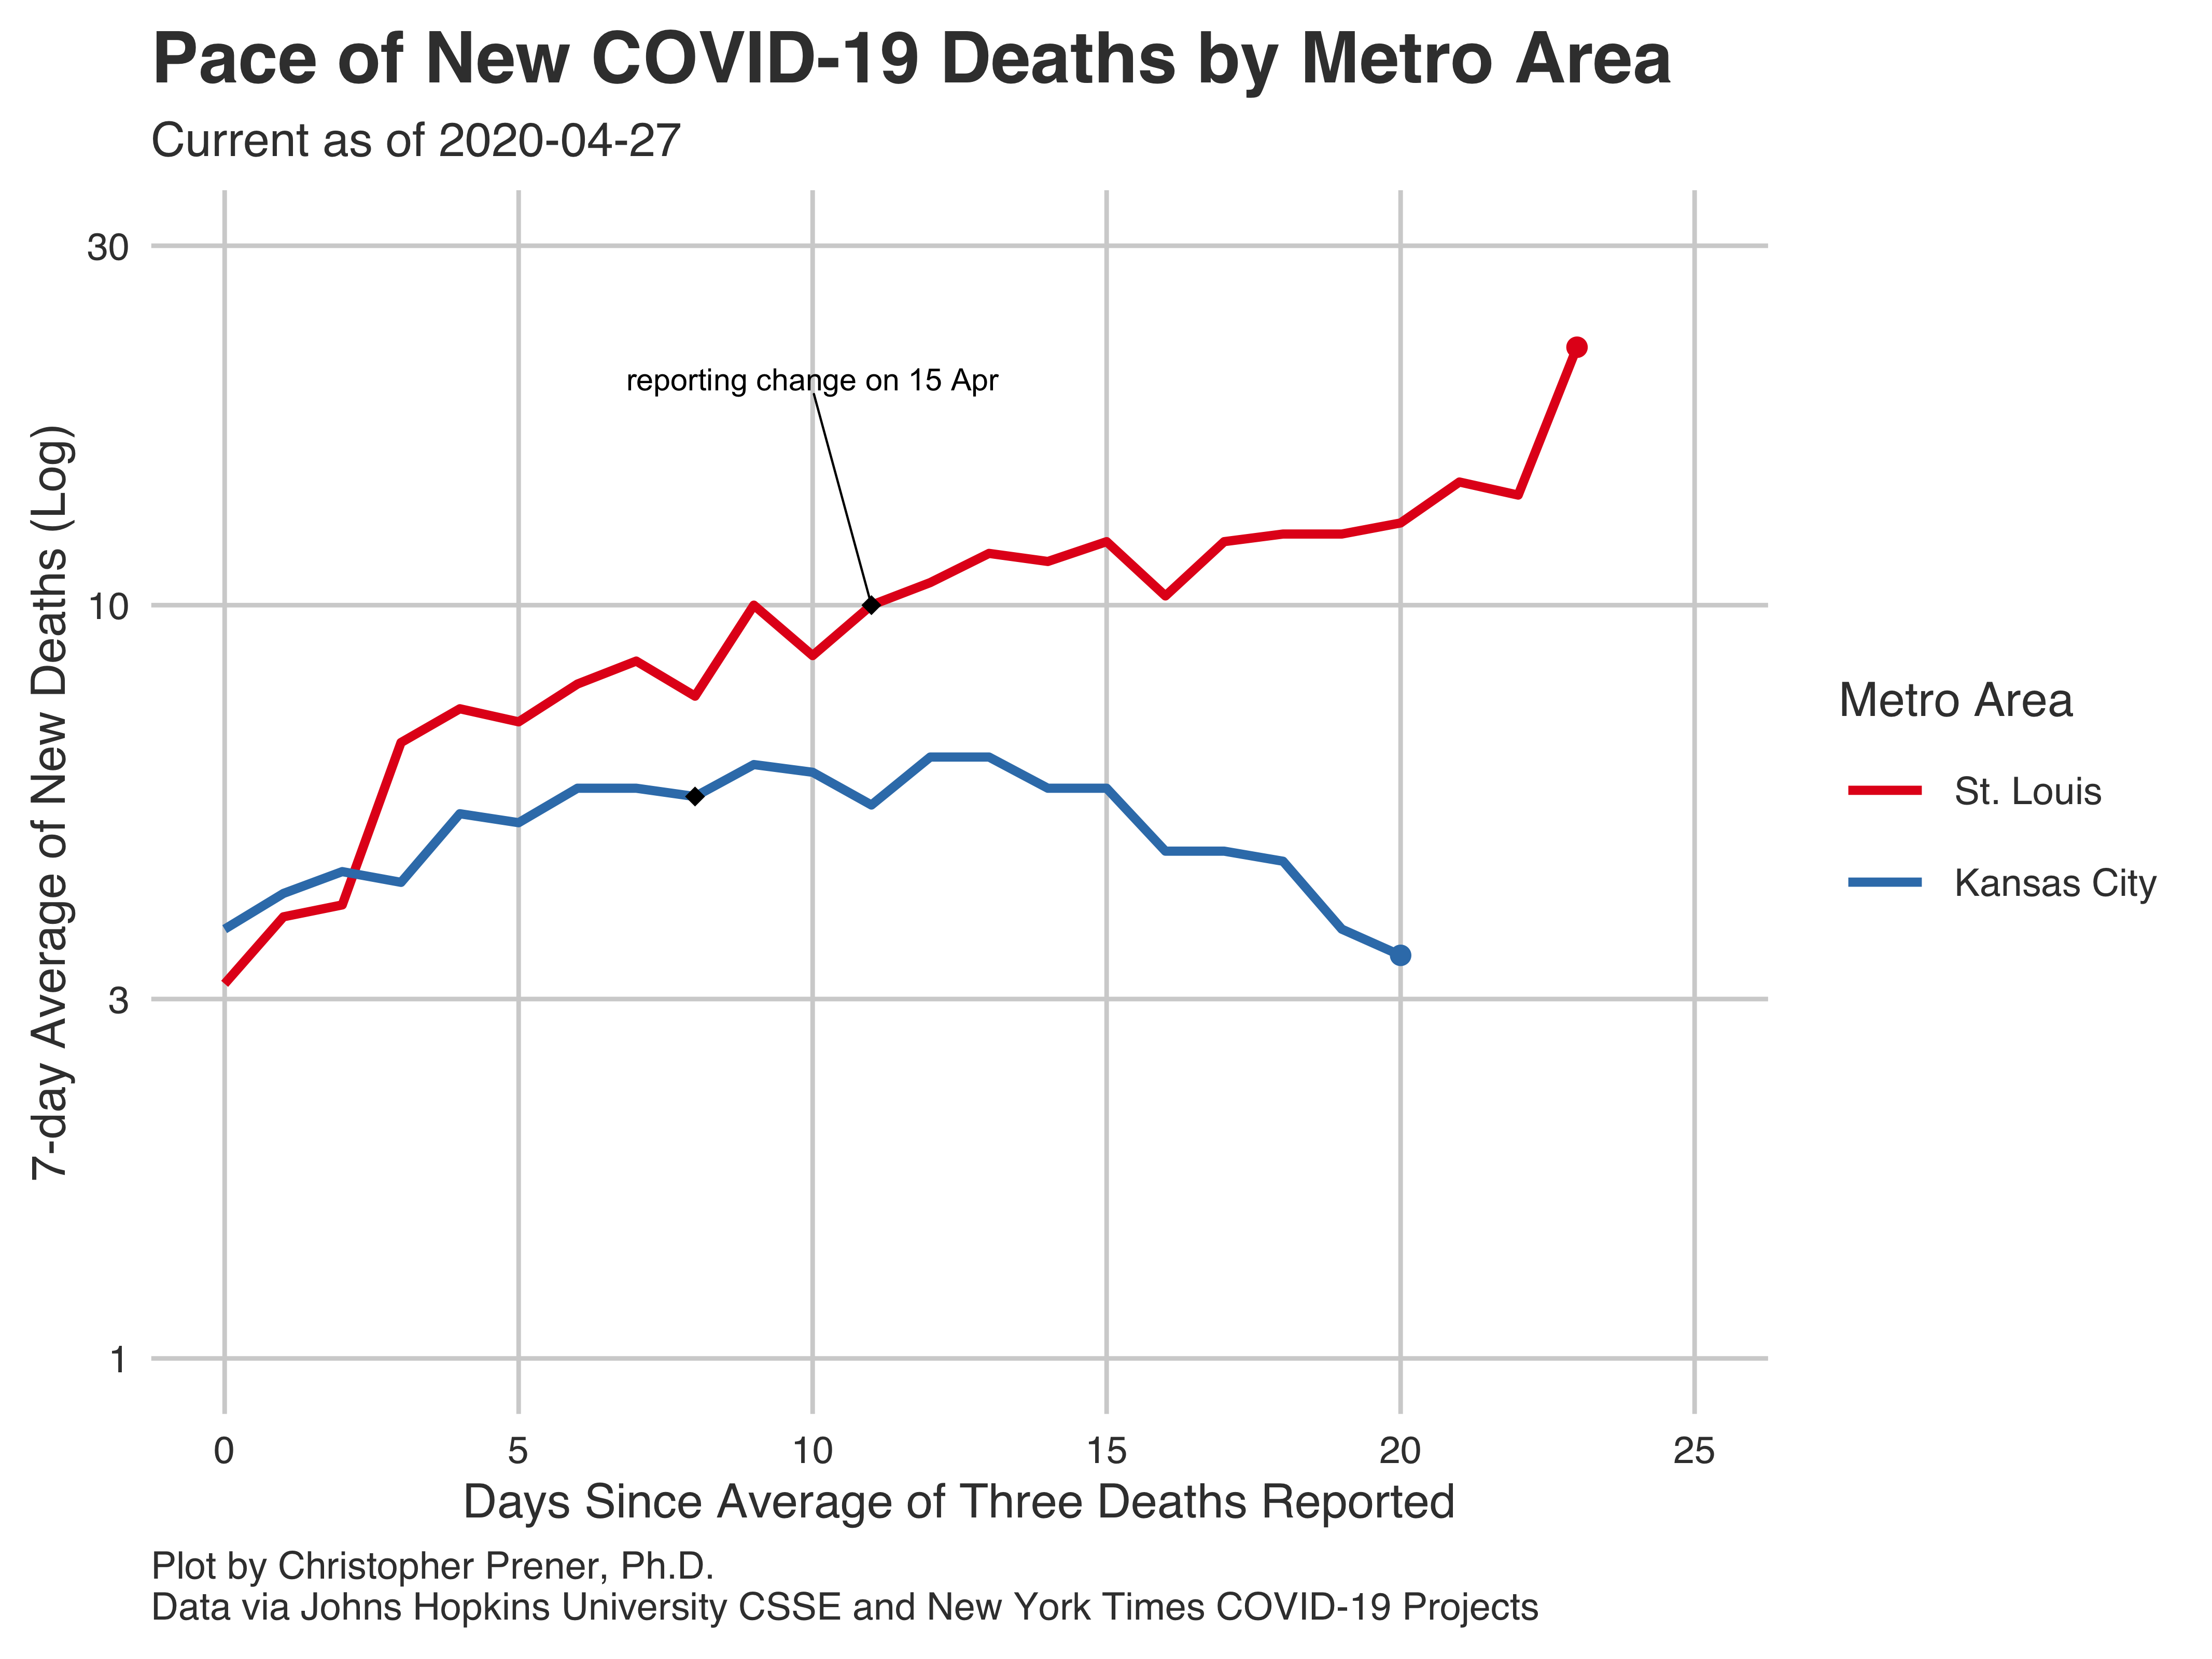 Pace of New COVID-19 Deaths by Metro Area
Current as of 2020-04-27
7-day Average of New Deaths (Log)
30
10
3
1
reporting change on 15 Apr
Metro Area
St. Louis
Kansas City
0 5 10 15 20 25
Days Since Average of Three Deaths Reported
Plot by Christopher Prener, Ph.D.
Data via Johns Hopkins University CSSE and New York Times COVID-19 Projects